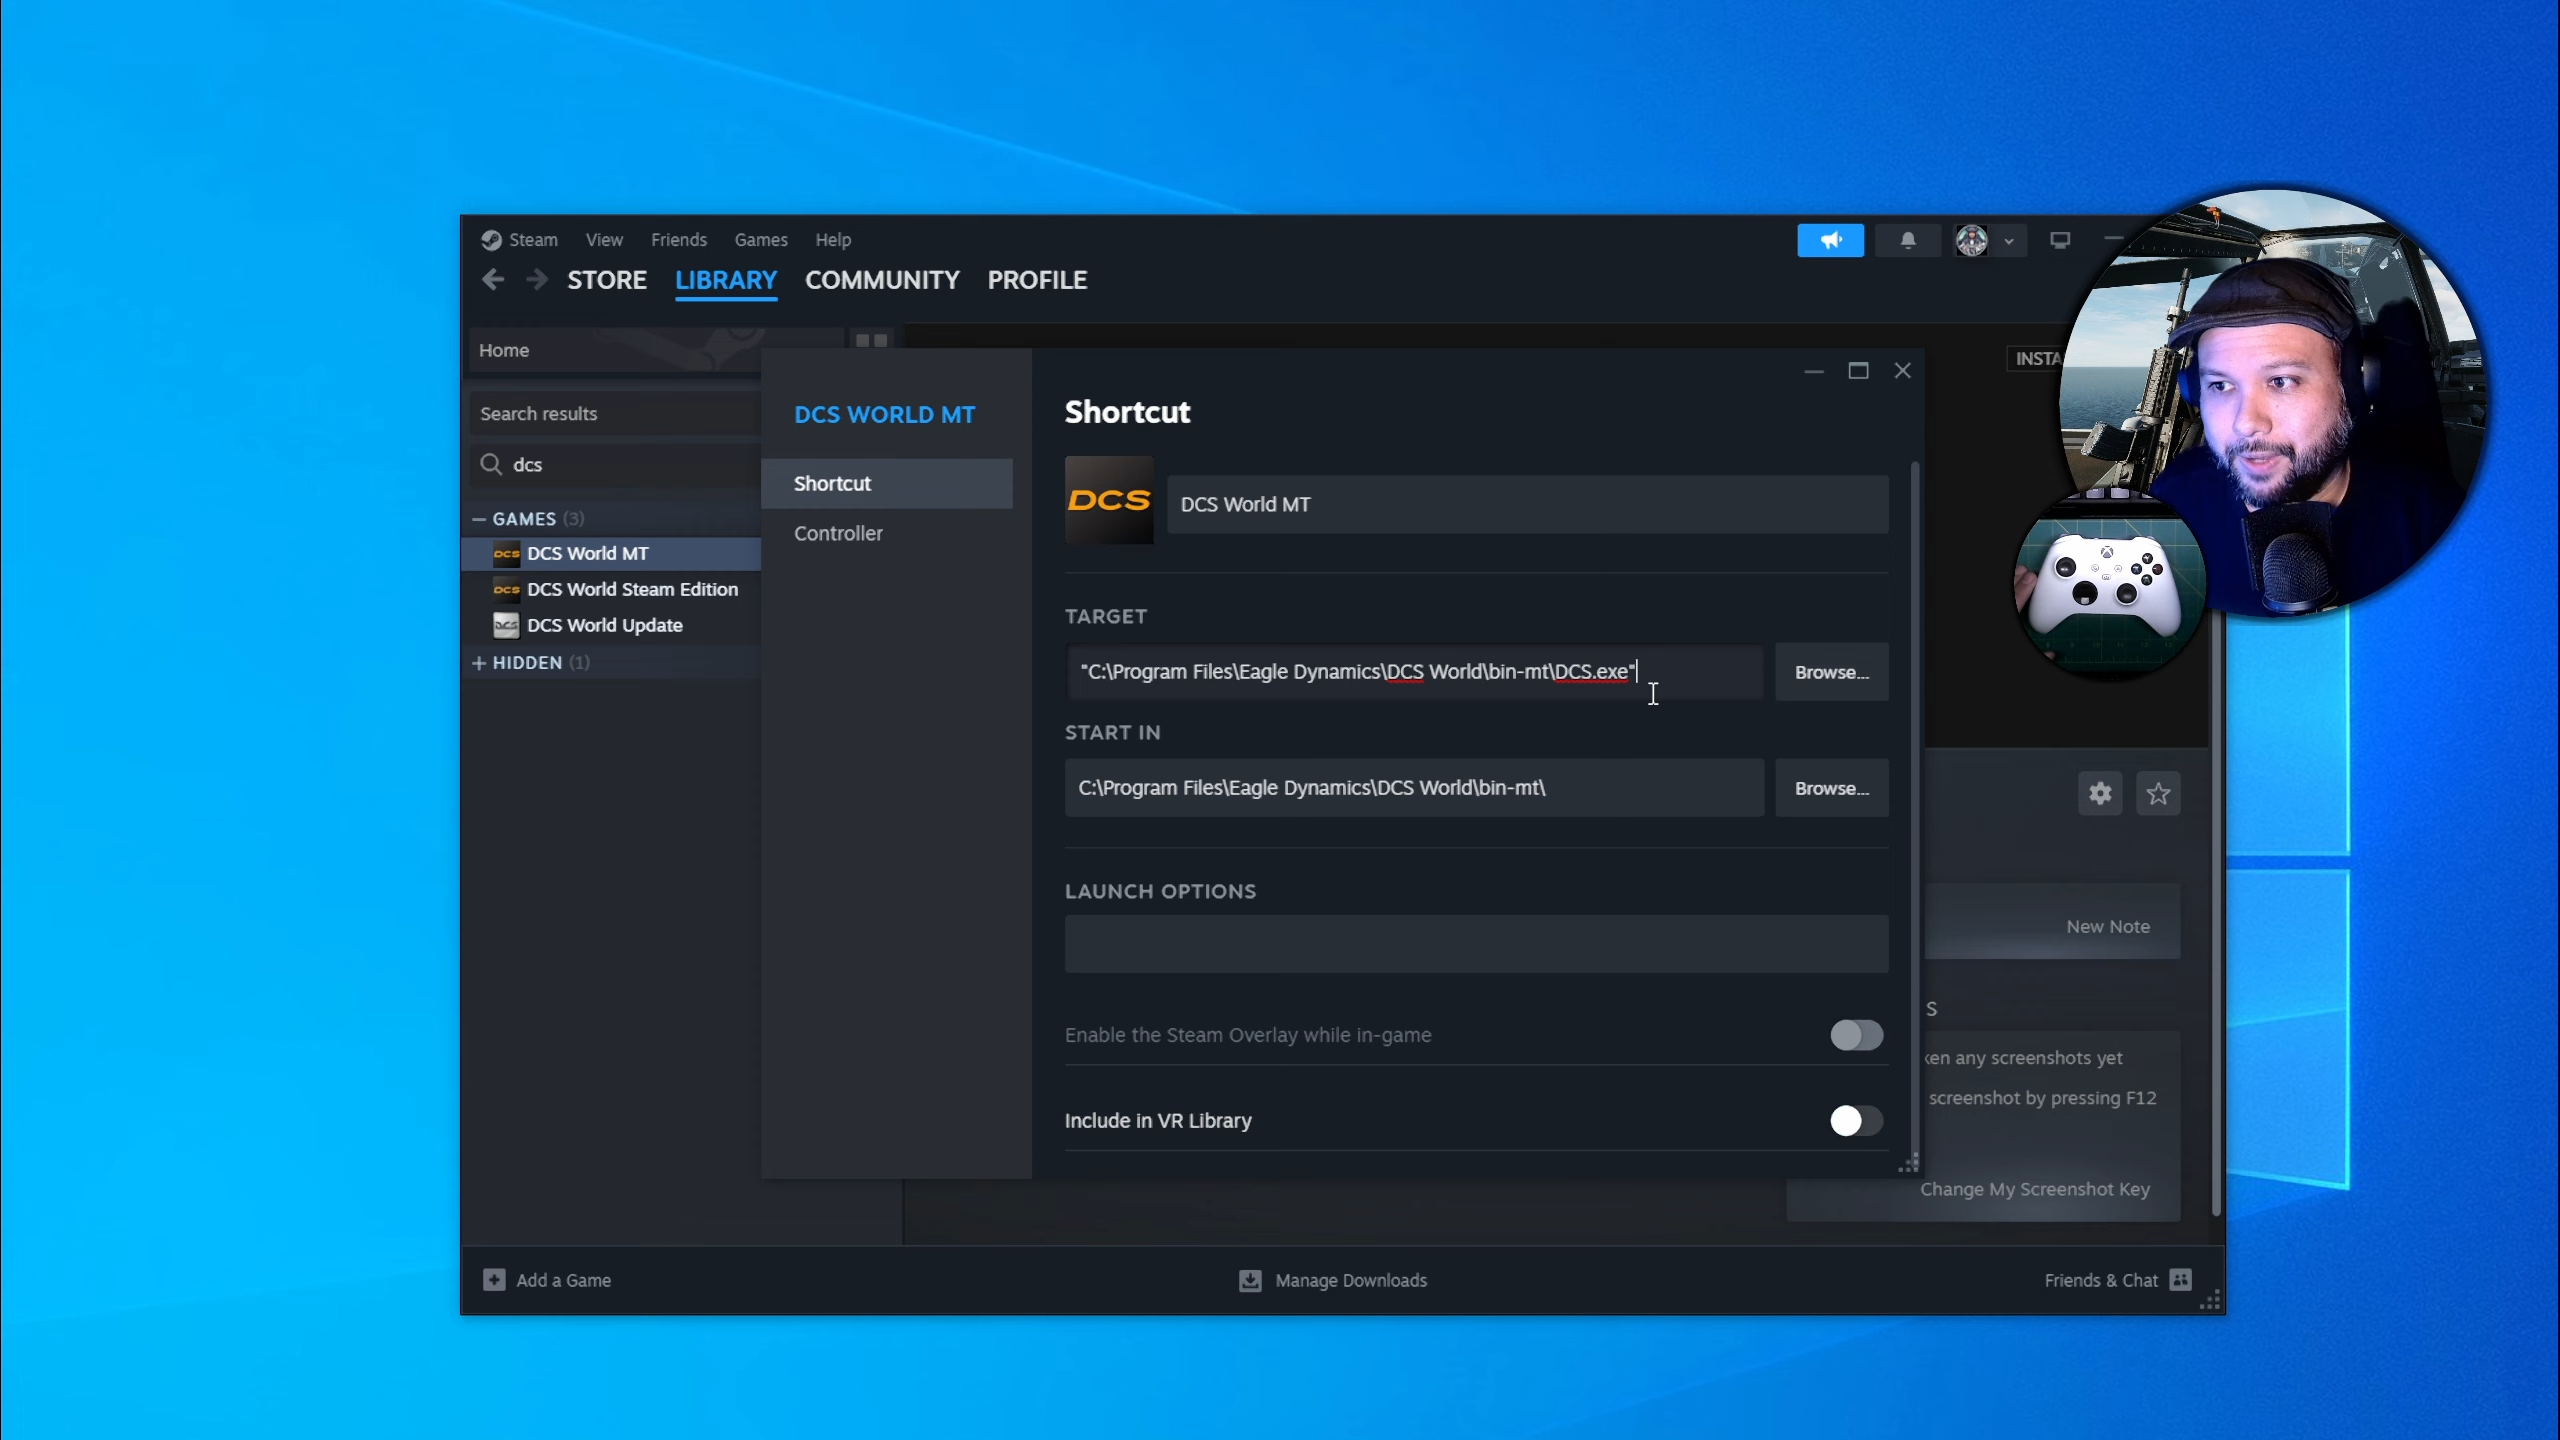 Steam View Friends Games Help
STORE LIBRARY COMMUNITY PROFILE
Home
INSTA
Search results
dcs
GAMES (3)
DCS World MT
DCS World Steam Edition
DCS World Update
HIDDEN (1)
DCS WORLD MT
Shortcut
Controller
Shortcut
DCS
DCS World MT
TARGET
"C:\Program Files\Eagle Dynamics\DCS World\bin-mt\DCS.exe"
Browse...
START IN
C:\Program Files\Eagle Dynamics\DCS World\bin-mt\
Browse...
LAUNCH OPTIONS
Enable the Steam Overlay while in-game
Include in VR Library
New Note
S
ken any screenshots yet
screenshot by pressing F12
Change My Screenshot Key
Add a Game
Manage Downloads
Friends & Chat